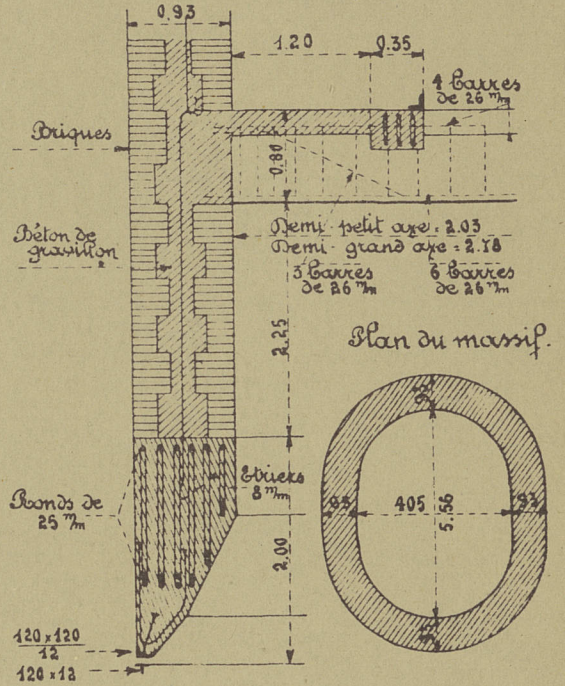 0.93
1.20
0.35
4 barres
de 26 m/m
Briques
0.80
Béton de
gravillon
Demi-petit axe = 2.03
Demi-grand axe = 2.78
3 barres
de 26 m/m
6 barres
de 26 m/m
2.25
Plan du massif.
93
Etriers
8 m/m
Ronds de
25 m/m
93
405
5.56
93
2.00
93
120 x 120
12
120 x 12